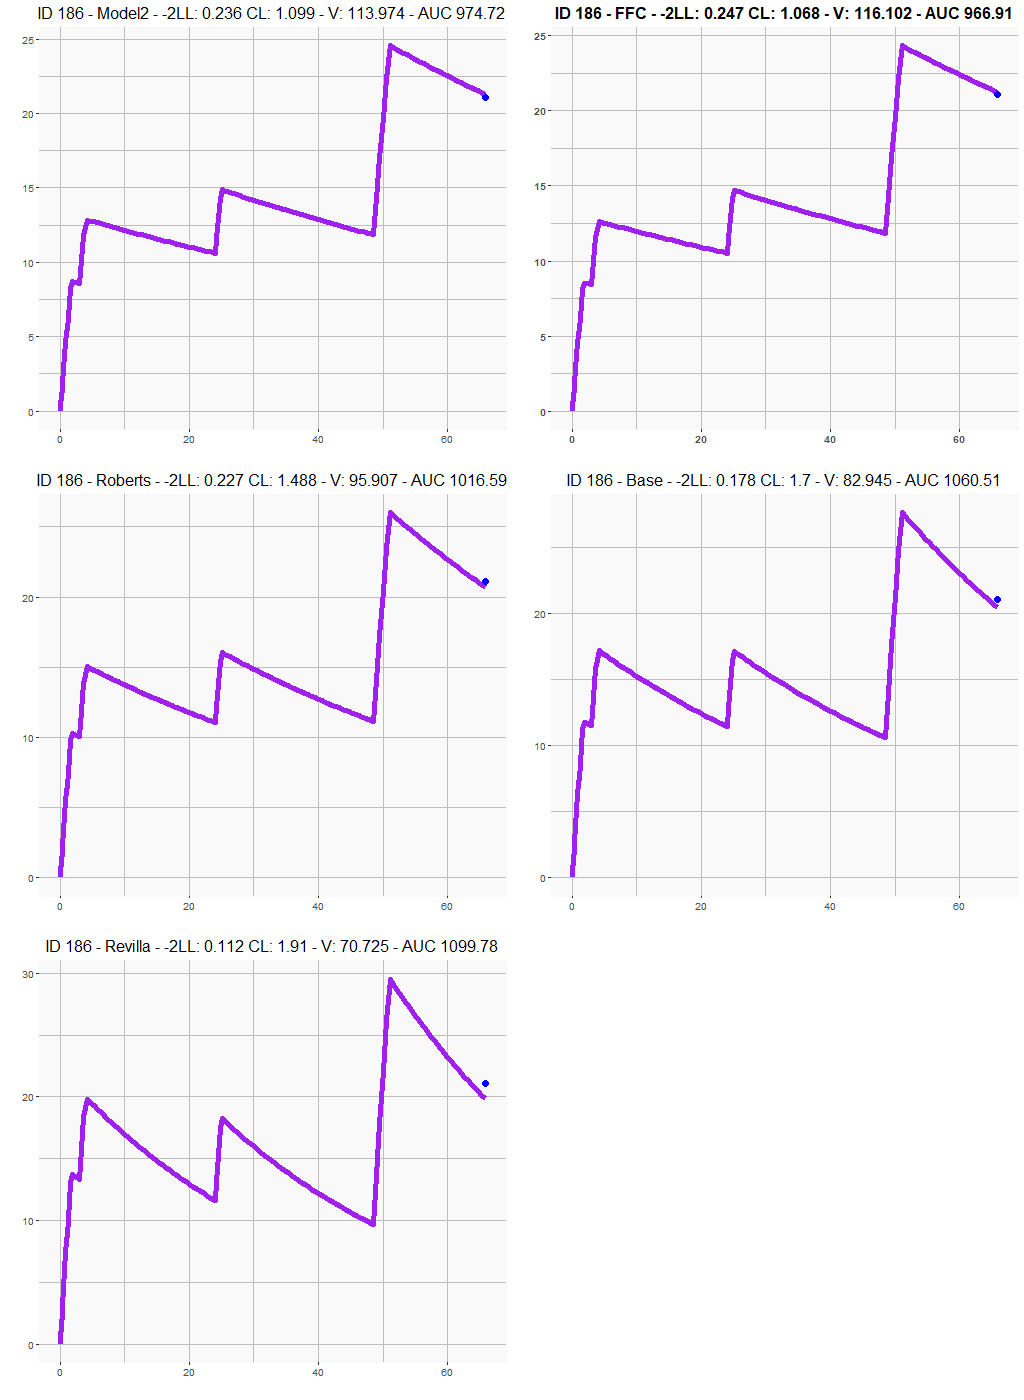 ID 186 - Model2 - -2LL: 0.236 CL: 1.099 - V: 113.974 - AUC 974.72
25
20
15
10
5
0
0 20 40 60
ID 186 - FFC - -2LL: 0.247 CL: 1.068 - V: 116.102 - AUC 966.91
25
20
15
10
5
0
0 20 40 60
ID 186 - Roberts - -2LL: 0.227 CL: 1.488 - V: 95.907 - AUC 1016.59
20
10
0
0 20 40 60
ID 186 - Base - -2LL: 0.178 CL: 1.7 - V: 82.945 - AUC 1060.51
20
10
0
0 20 40 60
ID 186 - Revilla - -2LL: 0.112 CL: 1.91 - V: 70.725 - AUC 1099.78
30
20
10
0
0 20 40 60